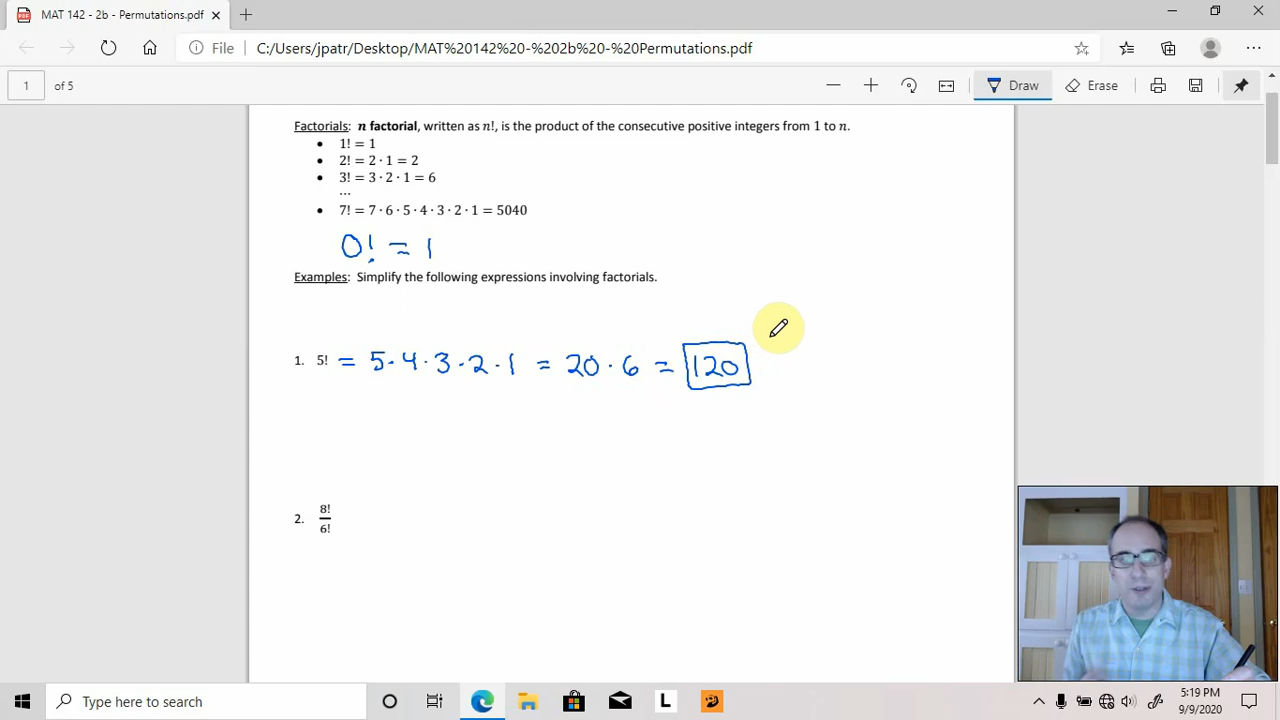 MAT 142 - 2b - Permutations.pdf
File
C:/Users/jpatr/Desktop/MAT%20142%20-%202b%20-%20Permutations.pdf
1 of 5
Draw
Erase
Factorials: n factorial, written as n!, is the product of the consecutive positive integers from 1 to n.
• 1! = 1
• 2! = 2 · 1 = 2
• 3! = 3 · 2 · 1 = 6
...
• 7! = 7 · 6 · 5 · 4 · 3 · 2 · 1 = 5040
0! = 1
Examples: Simplify the following expressions involving factorials.
1. 5! = 5 · 4 · 3 · 2 · 1 = 20 · 6 = 120
2. 8!
6!
Type here to search
L
5:19 PM
9/9/2020